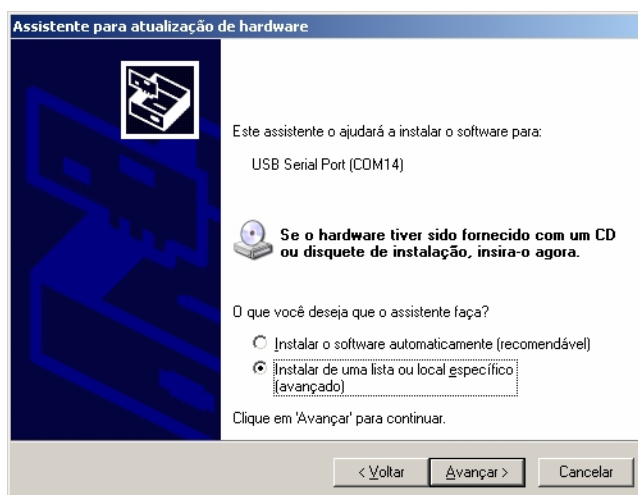 Assistente para atualização de hardware
Este assistente o ajudará a instalar o software para:
USB Serial Port (COM14)
Se o hardware tiver sido fornecido com um CD
ou disquete de instalação, insira-o agora.
O que você deseja que o assistente faça?
Instalar o software automaticamente (recomendável)
Instalar de uma lista ou local específico
(avançado)
Clique em 'Avançar' para continuar.
< Voltar Avançar > Cancelar